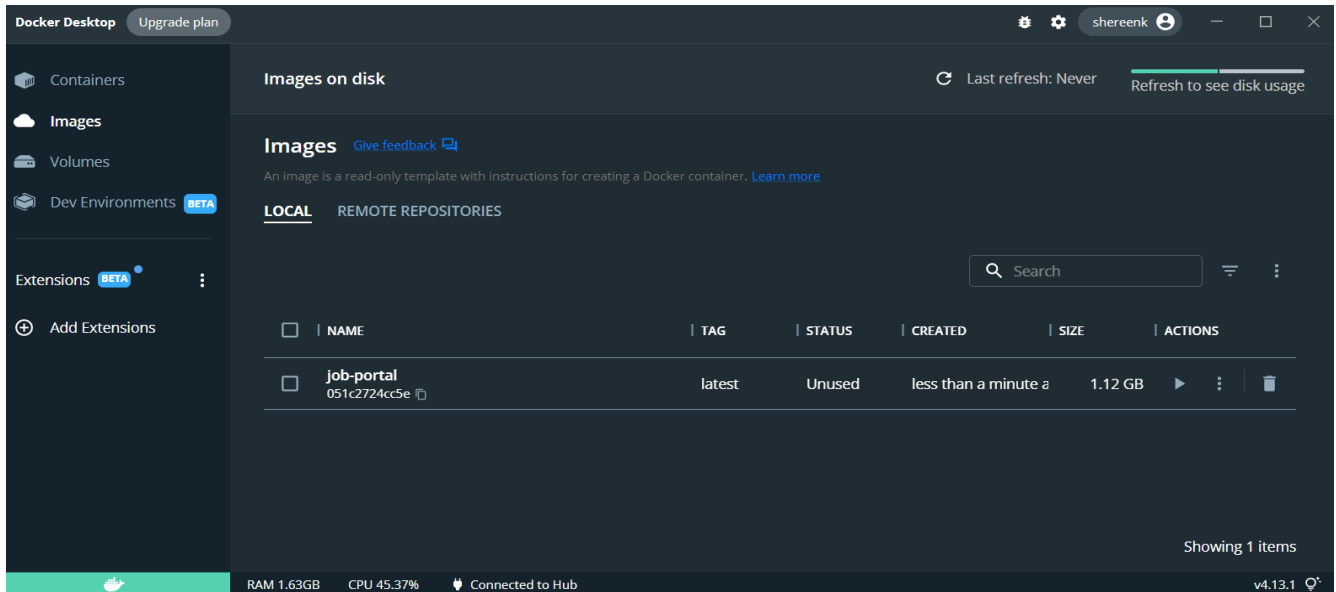 Docker Desktop Upgrade plan shereenk
Containers
Images
Volumes
Dev Environments BETA
Extensions BETA
Add Extensions
Images on disk Last refresh: Never Refresh to see disk usage
Images Give feedback
An image is a read-only template with instructions for creating a Docker container. Learn more
LOCAL REMOTE REPOSITORIES
Search
NAME TAG STATUS CREATED SIZE ACTIONS
job-portal latest Unused less than a minute a 1.12 GB
051c2724cc5e
Showing 1 items
RAM 1.63GB CPU 45.37% Connected to Hub v4.13.1